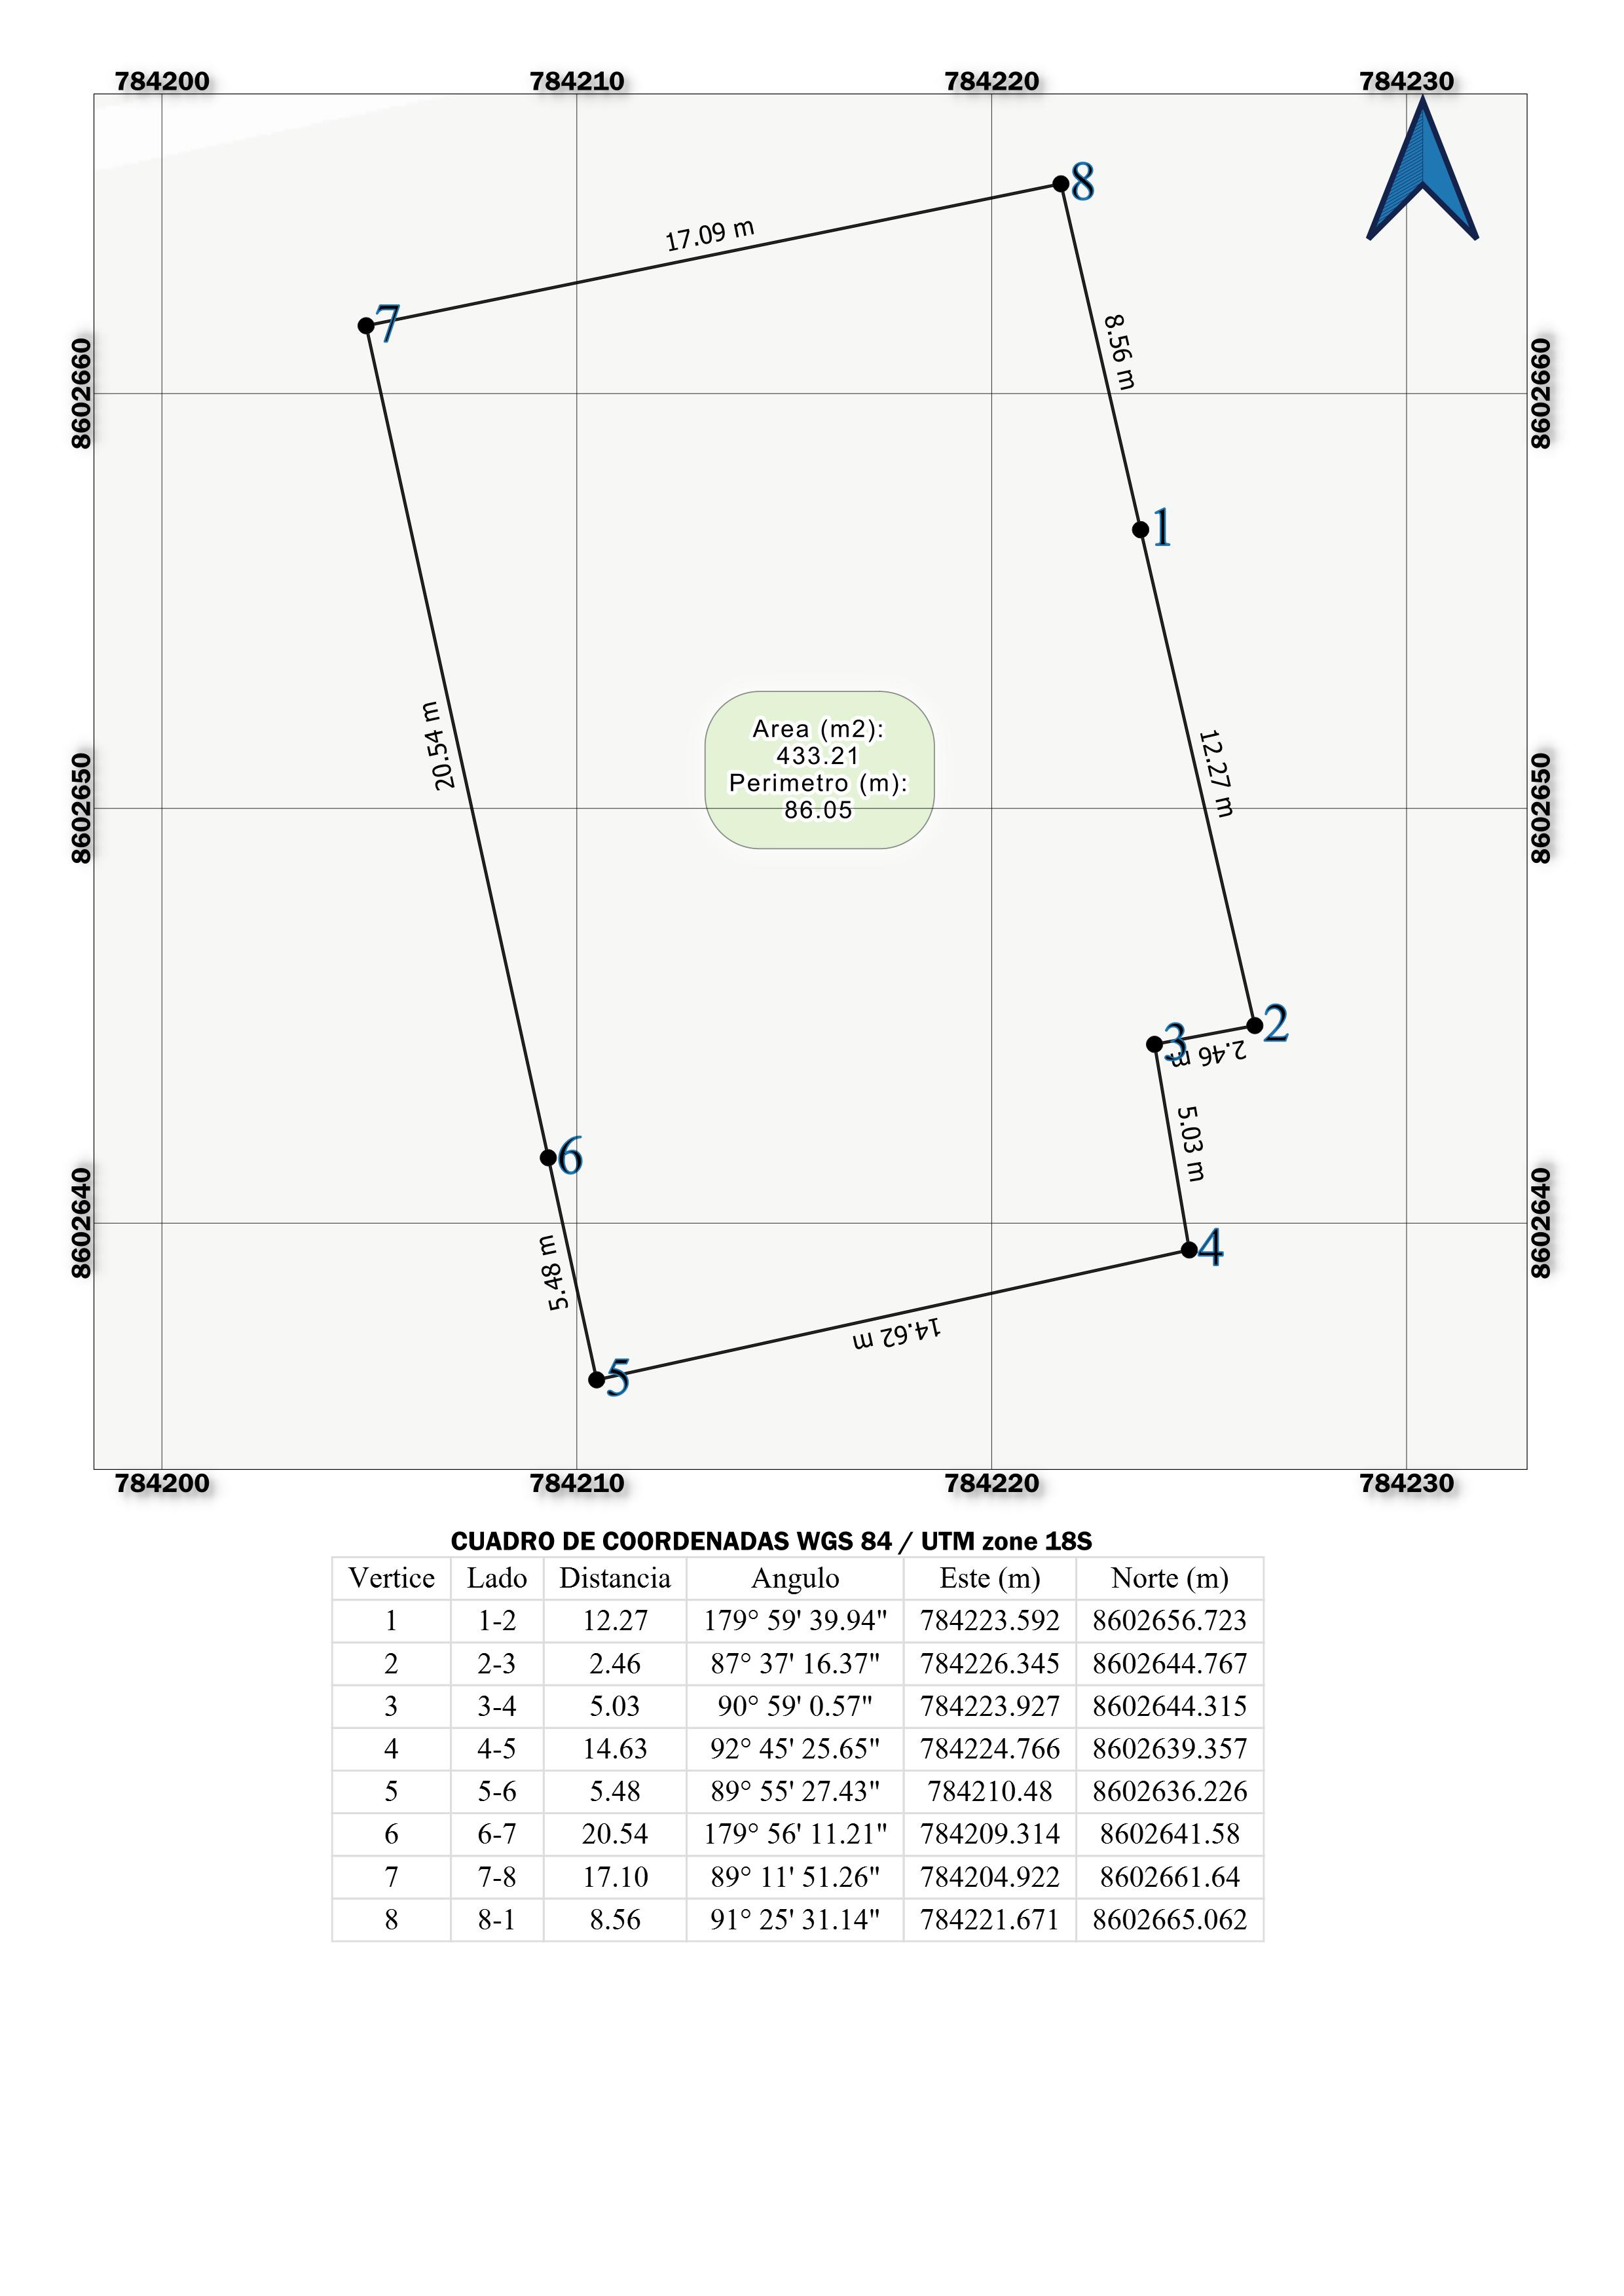 784200 784210 784220 784230
8
17.09 m
7
8602660 8602660
8.56 m
1
Area (m2):
433.21
Perimetro (m):
86.05
20.54 m
12.27 m
8602650 8602650
2
3
2.46 m
5.03 m
6
8602640 8602640
4
5.48 m
14.62 m
5
784200 784210 784220 784230
CUADRO DE COORDENADAS WGS 84 / UTM zone 18S
Vertice Lado Distancia Angulo Este (m) Norte (m)
1 1-2 12.27 179° 59' 39.94" 784223.592 8602656.723
2 2-3 2.46 87° 37' 16.37" 784226.345 8602644.767
3 3-4 5.03 90° 59' 0.57" 784223.927 8602644.315
4 4-5 14.63 92° 45' 25.65" 784224.766 8602639.357
5 5-6 5.48 89° 55' 27.43" 784210.48 8602636.226
6 6-7 20.54 179° 56' 11.21" 784209.314 8602641.58
7 7-8 17.10 89° 11' 51.26" 784204.922 8602661.64
8 8-1 8.56 91° 25' 31.14" 784221.671 8602665.062